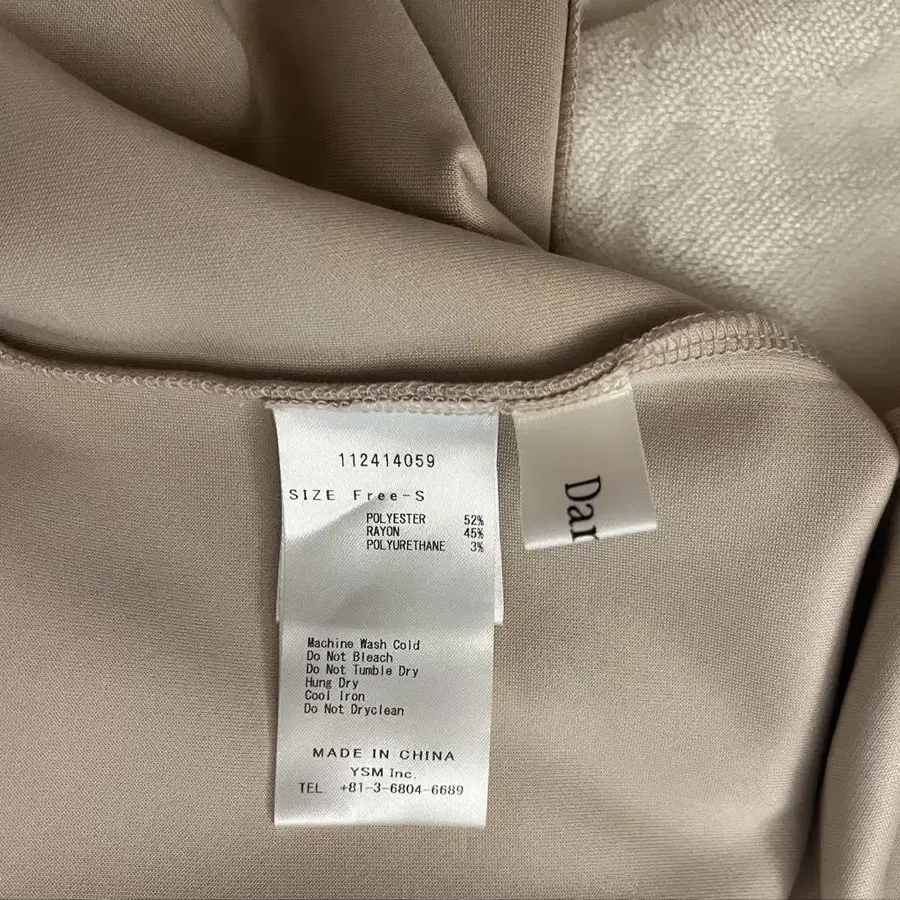 112414059
SIZE Free-S
POLYESTER 52%
RAYON 45%
POLYURETHANE 3%
Machine Wash Cold
Do Not Bleach
Do Not Tumble Dry
Hung Dry
Cool Iron
Do Not Dryclean
MADE IN CHINA
YSM Inc.
TEL. +81-3-6804-6689
Dar